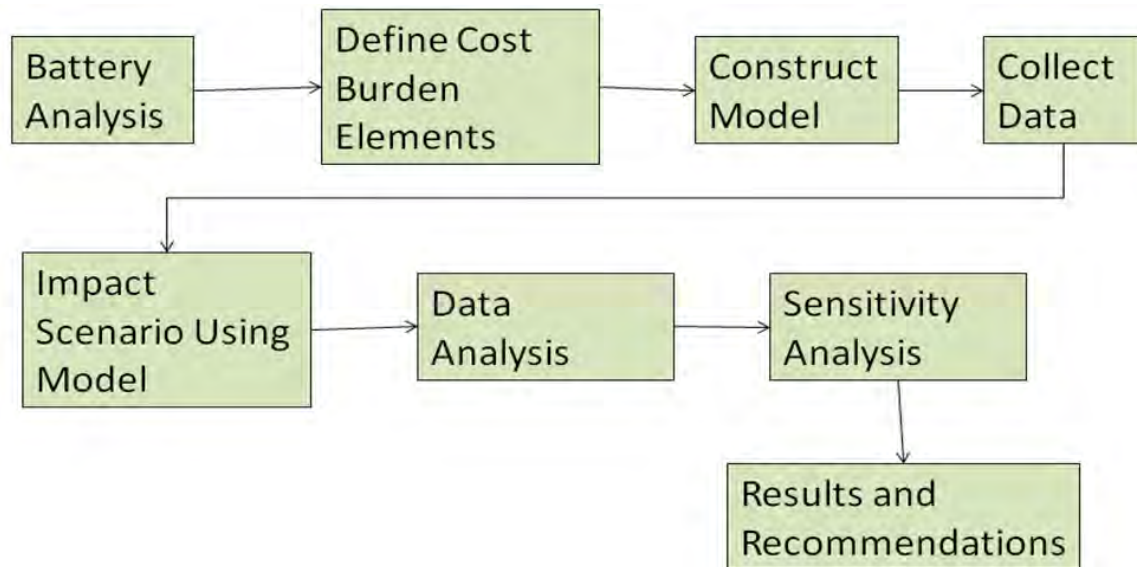 Battery
Analysis
Define Cost
Burden
Elements
Construct
Model
Collect
Data
Impact
Scenario Using
Model
Data
Analysis
Sensitivity
Analysis
Results and
Recommendations